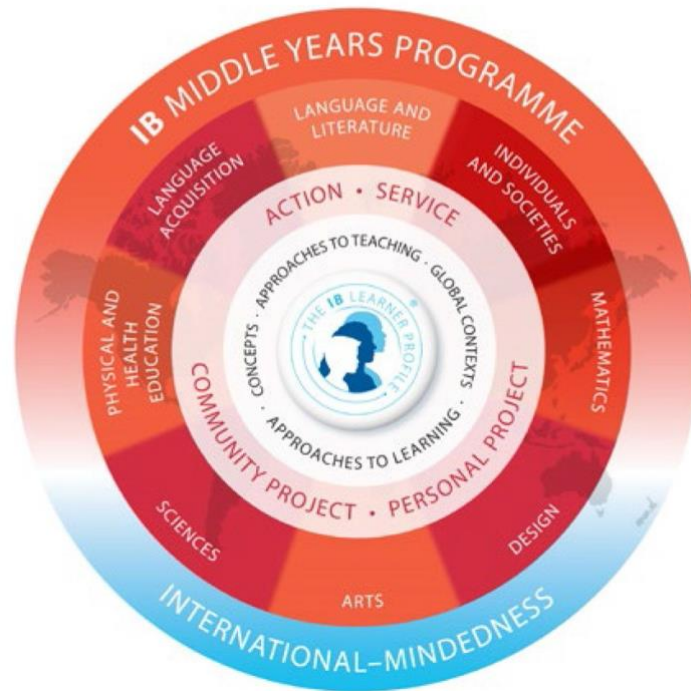 IB MIDDLE YEARS PROGRAMME
LANGUAGE AND
LITERATURE
INDIVIDUALS
AND SOCIETIES
MATHEMATICS
DESIGN
ARTS
SCIENCES
PHYSICAL AND
HEALTH
EDUCATION
LANGUAGE
ACQUISITION
ACTION · SERVICE
PERSONAL PROJECT · COMMUNITY PROJECT
APPROACHES TO TEACHING · GLOBAL CONTEXTS ·
APPROACHES TO LEARNING · CONCEPTS ·
THE IB LEARNER PROFILE ®
INTERNATIONAL–MINDEDNESS